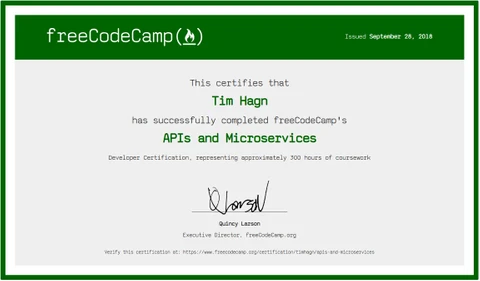 freeCodeCamp(🔥)
Issued September 28, 2018
This certifies that
Tim Hagn
has successfully completed freeCodeCamp's
APIs and Microservices
Developer Certification, representing approximately 300 hours of coursework
Quincy Larson
Executive Director, freeCodeCamp.org
Verify this certification at: https://www.freecodecamp.org/certification/timhagn/apis-and-microservices